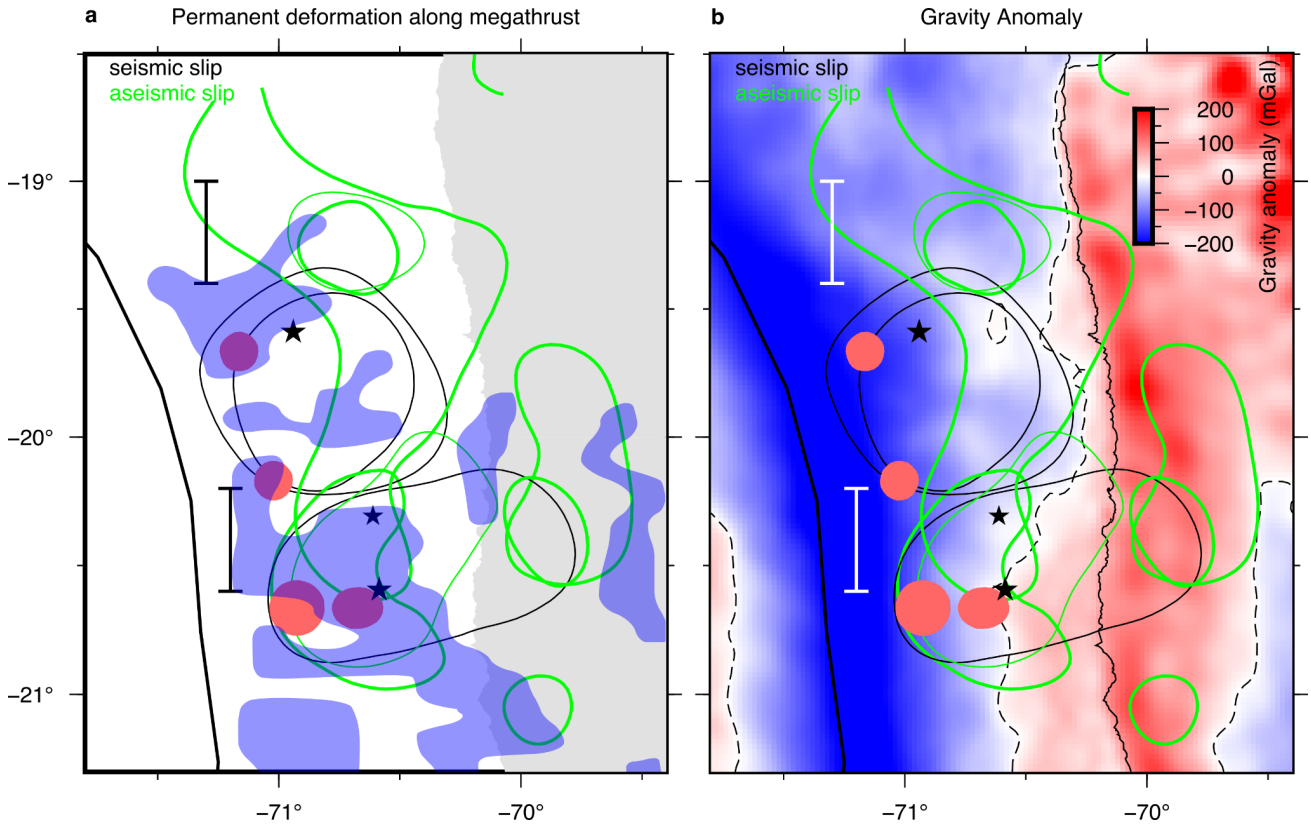 a Permanent deformation along megathrust
seismic slip
aseismic slip
−19°
−20°
−21°
−71°
−70°
b Gravity Anomaly
seismic slip
aseismic slip
200
100
0
−100
−200
Gravity anomaly (mGal)
−71°
−70°